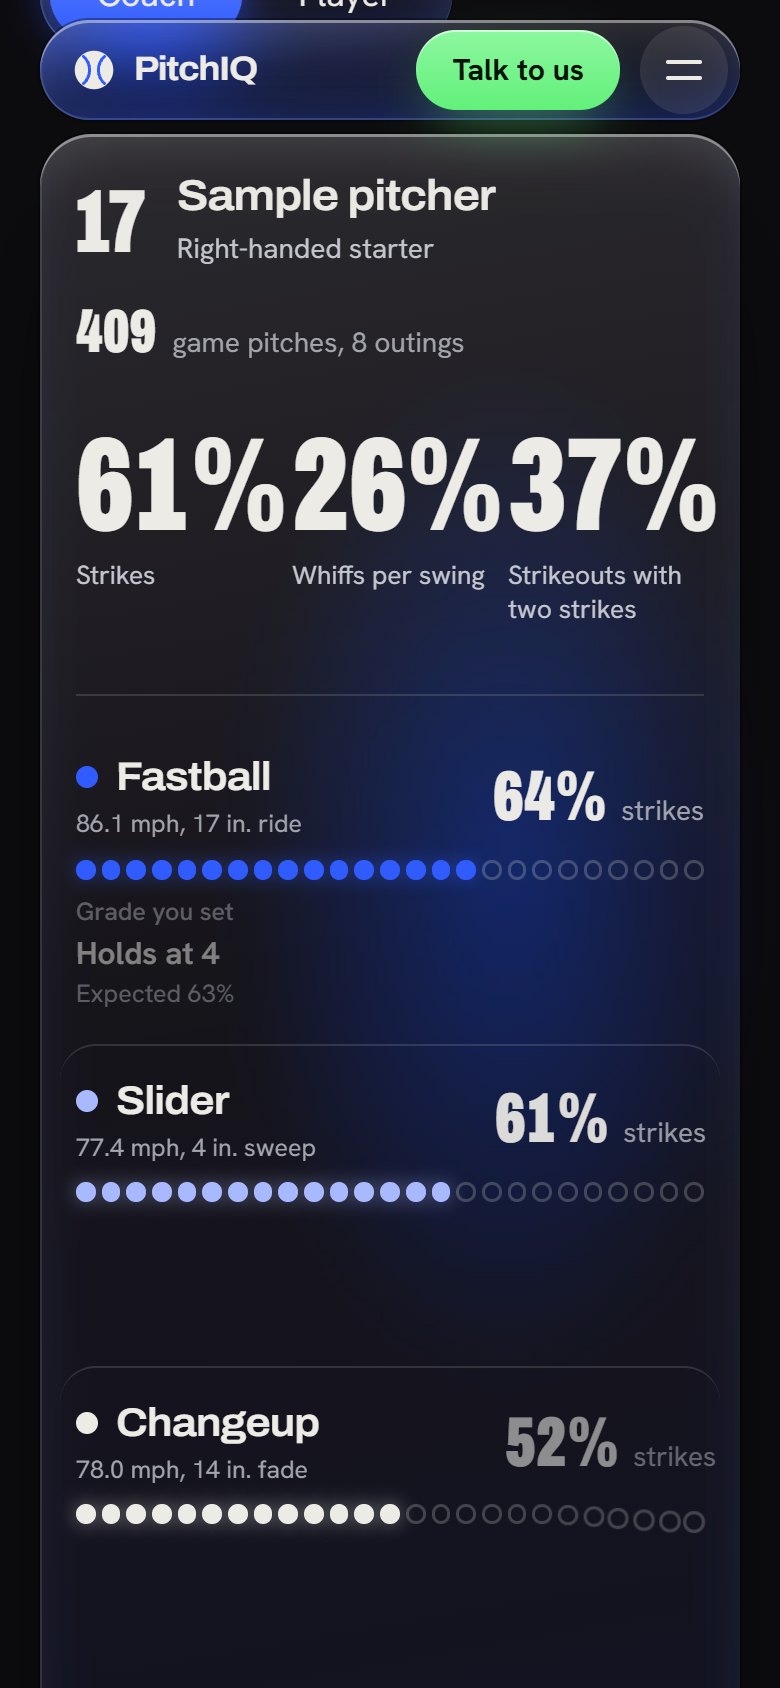 Coach Player
PitchIQ
Talk to us
17
Sample pitcher
Right-handed starter
409 game pitches, 8 outings
61% 26% 37%
Strikes
Whiffs per swing
Strikeouts with
two strikes
Fastball
86.1 mph, 17 in. ride
64% strikes
Grade you set
Holds at 4
Expected 63%
Slider
77.4 mph, 4 in. sweep
61% strikes
Changeup
78.0 mph, 14 in. fade
52% strikes